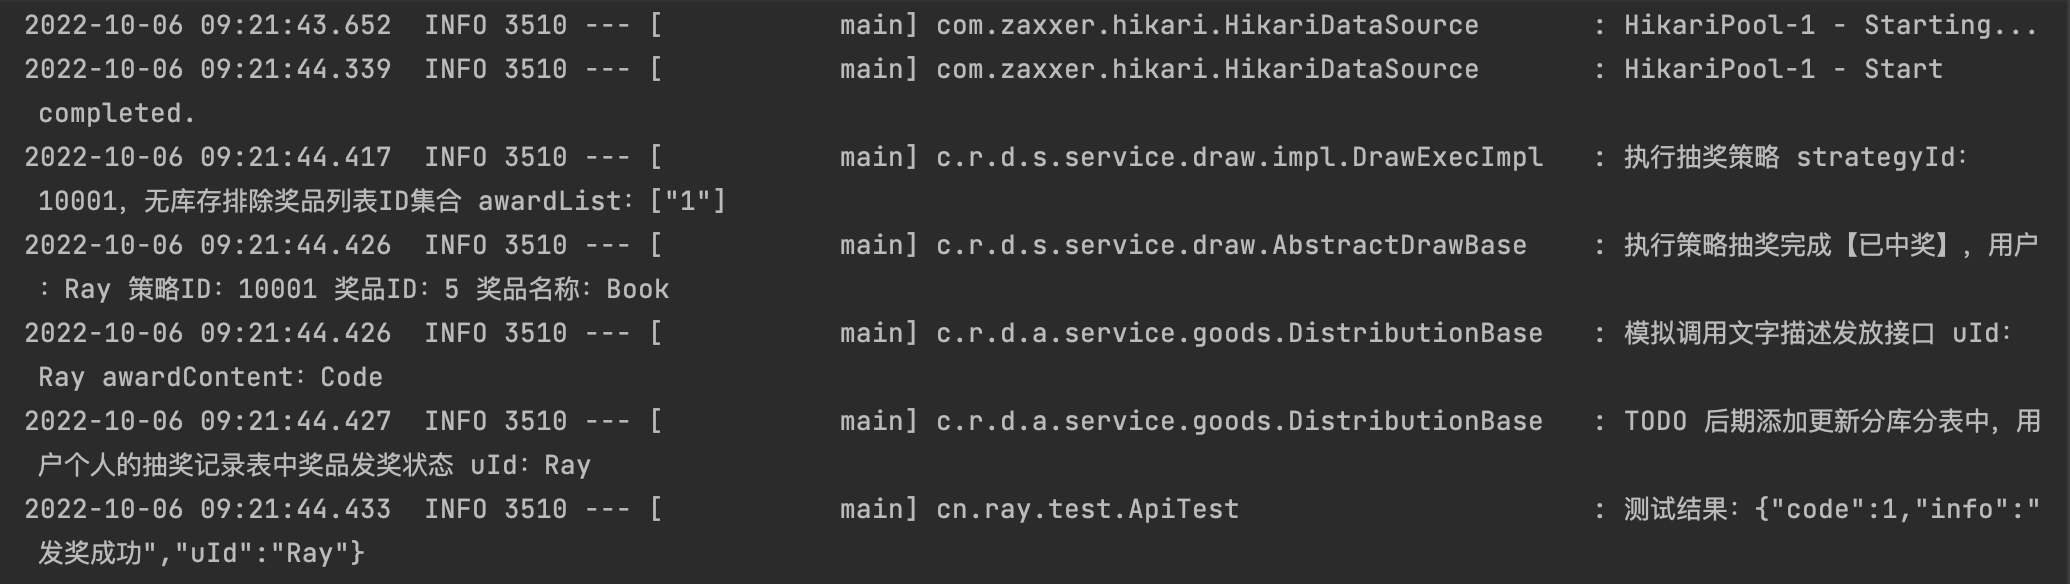 2022-10-06 09:21:43.652  INFO 3510 --- [           main] com.zaxxer.hikari.HikariDataSource       : HikariPool-1 - Starting...
2022-10-06 09:21:44.339  INFO 3510 --- [           main] com.zaxxer.hikari.HikariDataSource       : HikariPool-1 - Start
completed.
2022-10-06 09:21:44.417  INFO 3510 --- [           main] c.r.d.s.service.draw.impl.DrawExecImpl   : 执行抽奖策略 strategyId：
10001，无库存排除奖品列表ID集合 awardList：["1"]
2022-10-06 09:21:44.426  INFO 3510 --- [           main] c.r.d.s.service.draw.AbstractDrawBase    : 执行策略抽奖完成【已中奖】，用户
：Ray 策略ID：10001 奖品ID：5 奖品名称：Book
2022-10-06 09:21:44.426  INFO 3510 --- [           main] c.r.d.a.service.goods.DistributionBase   : 模拟调用文字描述发放接口 uId：
Ray awardContent：Code
2022-10-06 09:21:44.427  INFO 3510 --- [           main] c.r.d.a.service.goods.DistributionBase   : TODO 后期添加更新分库分表中，用
户个人的抽奖记录表中奖品发奖状态 uId：Ray
2022-10-06 09:21:44.433  INFO 3510 --- [           main] cn.ray.test.ApiTest                      : 测试结果：{"code":1,"info":"
发奖成功","uId":"Ray"}